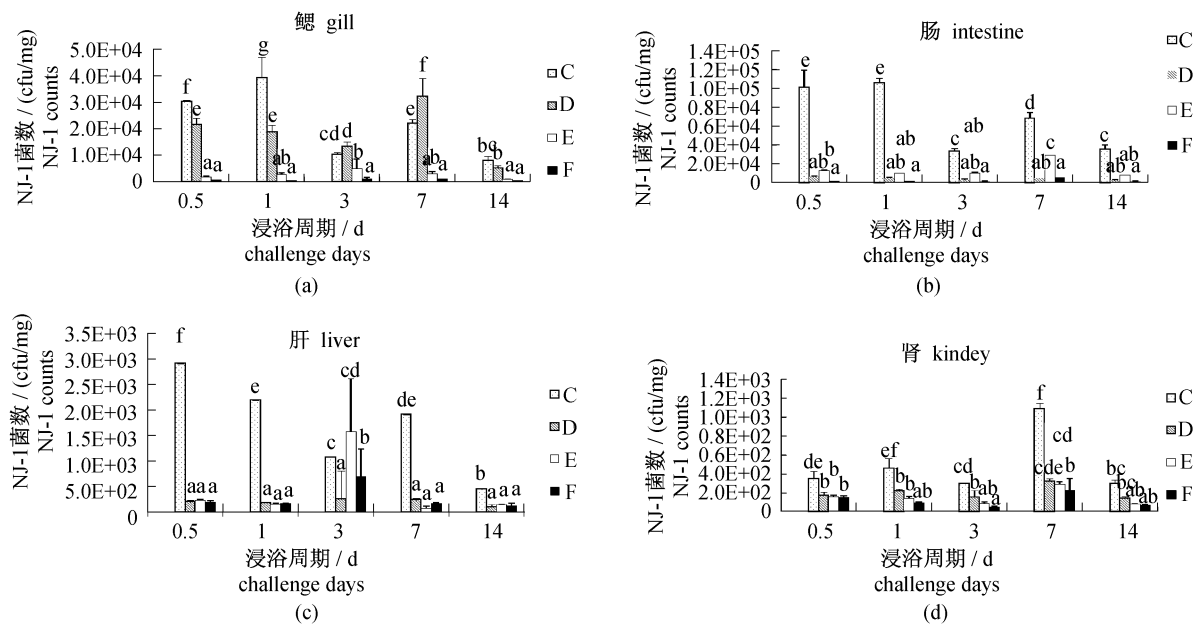 鳃 gill
NJ-1菌数 / (cfu/mg)
NJ-1 counts
5.0E+04
4.0E+04
3.0E+04
2.0E+04
1.0E+04
0
f e a a
g e ab a
cd d b a
e f ab a
bc b a a
0.5 1 3 7 14
浸浴周期 / d
challenge days
C
D
E
F
(a)
肠 intestine
NJ-1菌数 / (cfu/mg)
NJ-1 counts
1.4E+05
1.2E+05
1.0E+05
8.0E+04
6.0E+04
4.0E+04
2.0E+04
0
e ab b a
e ab ab a
c ab ab a
d ab c a
c ab ab a
0.5 1 3 7 14
浸浴周期 / d
challenge days
C
D
E
F
(b)
肝 liver
NJ-1菌数 / (cfu/mg)
NJ-1 counts
3.5E+03
3.0E+03
2.5E+03
2.0E+03
1.5E+03
1.0E+03
5.0E+02
0
f a a a
e a a a
c a cd b
de a a a
b a a a
0.5 1 3 7 14
浸浴周期 / d
challenge days
C
D
E
F
(c)
肾 kindey
NJ-1菌数 / (cfu/mg)
NJ-1 counts
1.4E+03
1.2E+03
1.0E+03
8.0E+02
6.0E+02
4.0E+02
2.0E+02
0
de b b
ef b b ab
cd b ab a
f cde cd b
bc bc ab ab
0.5 1 3 7 14
浸浴周期 / d
challenge days
C
D
E
F
(d)